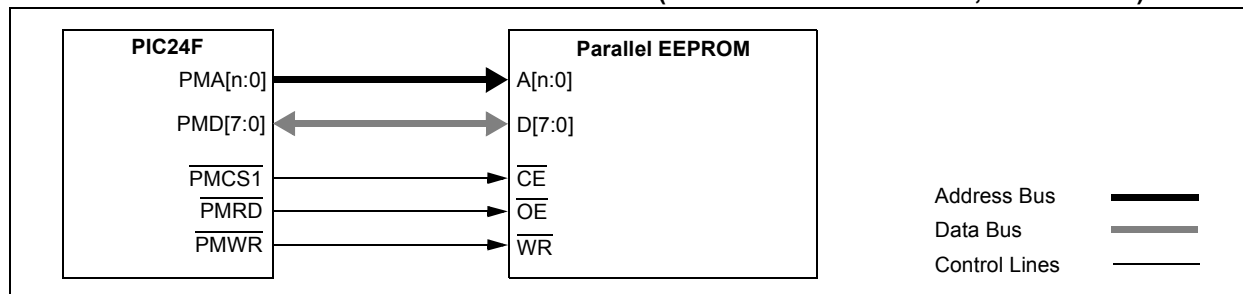 PIC24F
Parallel EEPROM
PMA[n:0]
A[n:0]
PMD[7:0]
D[7:0]
PMCS1
CE
PMRD
OE
PMWR
WR
Address Bus
Data Bus
Control Lines